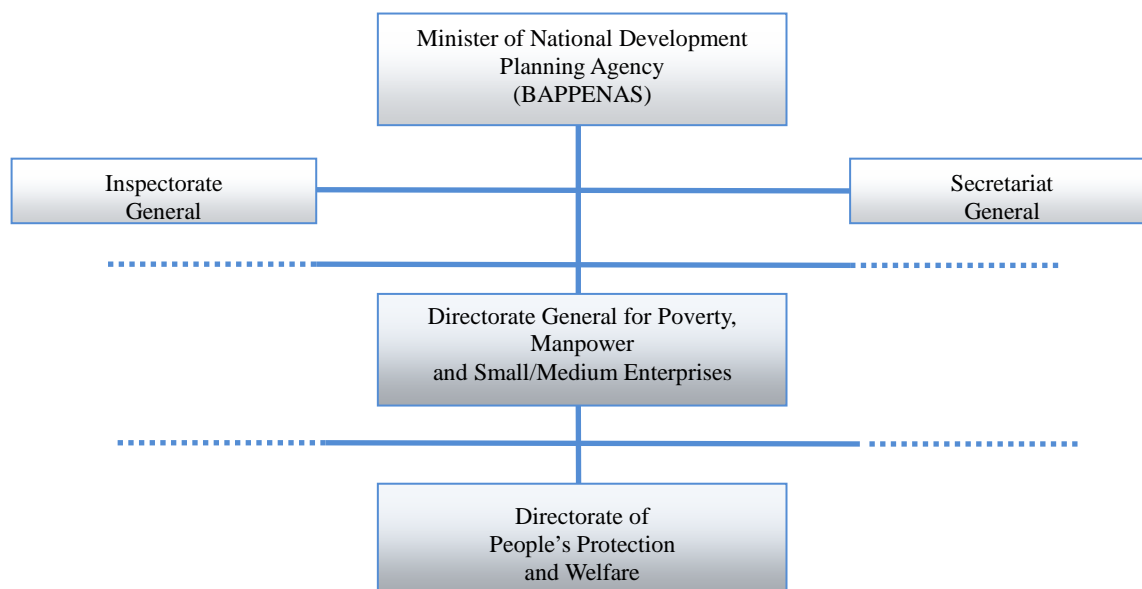 Minister of National Development
Planning Agency
(BAPPENAS)
Inspectorate
General
Secretariat
General
Directorate General for Poverty,
Manpower
and Small/Medium Enterprises
Directorate of
People’s Protection
and Welfare